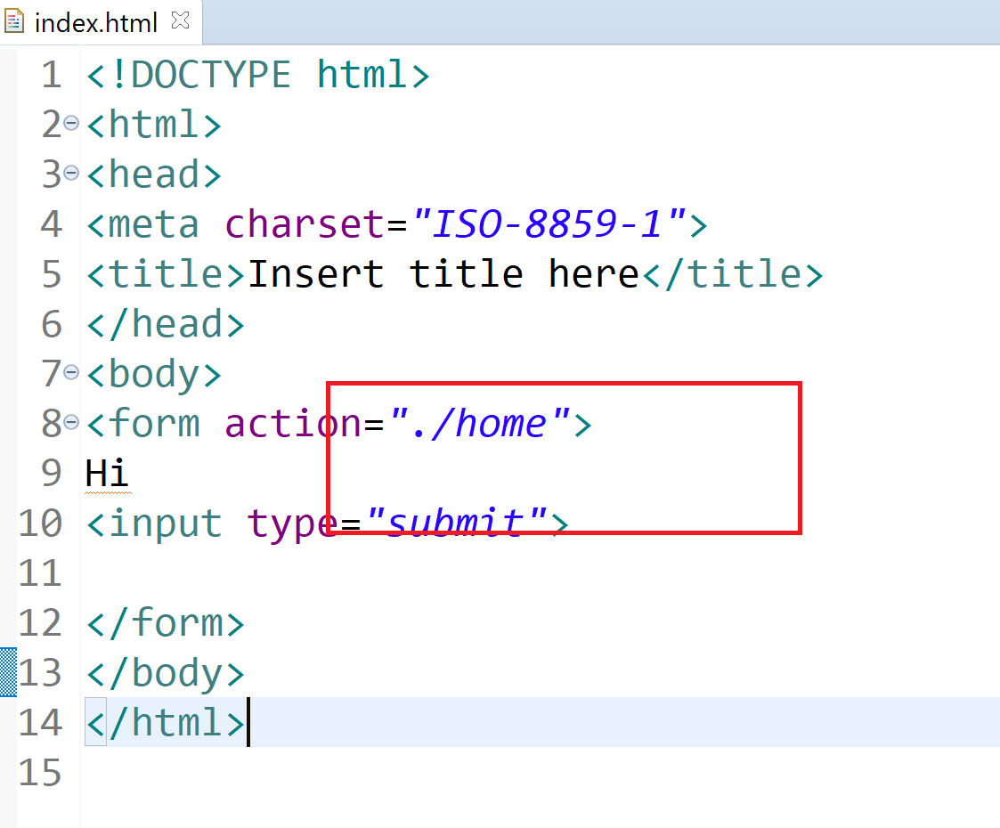 index.html
1 <!DOCTYPE html>
2 <html>
3 <head>
4 <meta charset="ISO-8859-1">
5 <title>Insert title here</title>
6 </head>
7 <body>
8 <form action="./home">
9 Hi
10 <input type="submit">
11
12 </form>
13 </body>
14 </html>
15